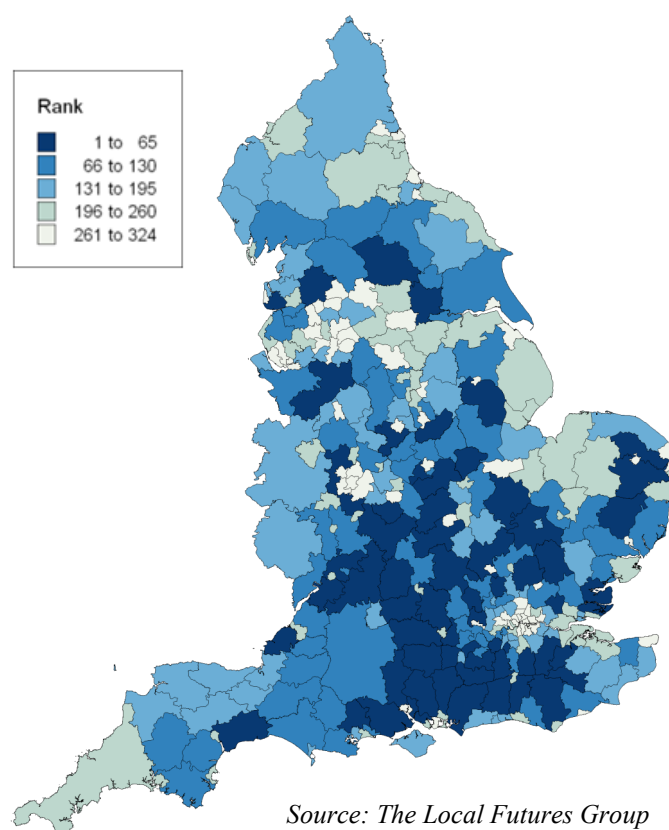 Rank
1 to 65
66 to 130
131 to 195
196 to 260
261 to 324
Source: The Local Futures Group